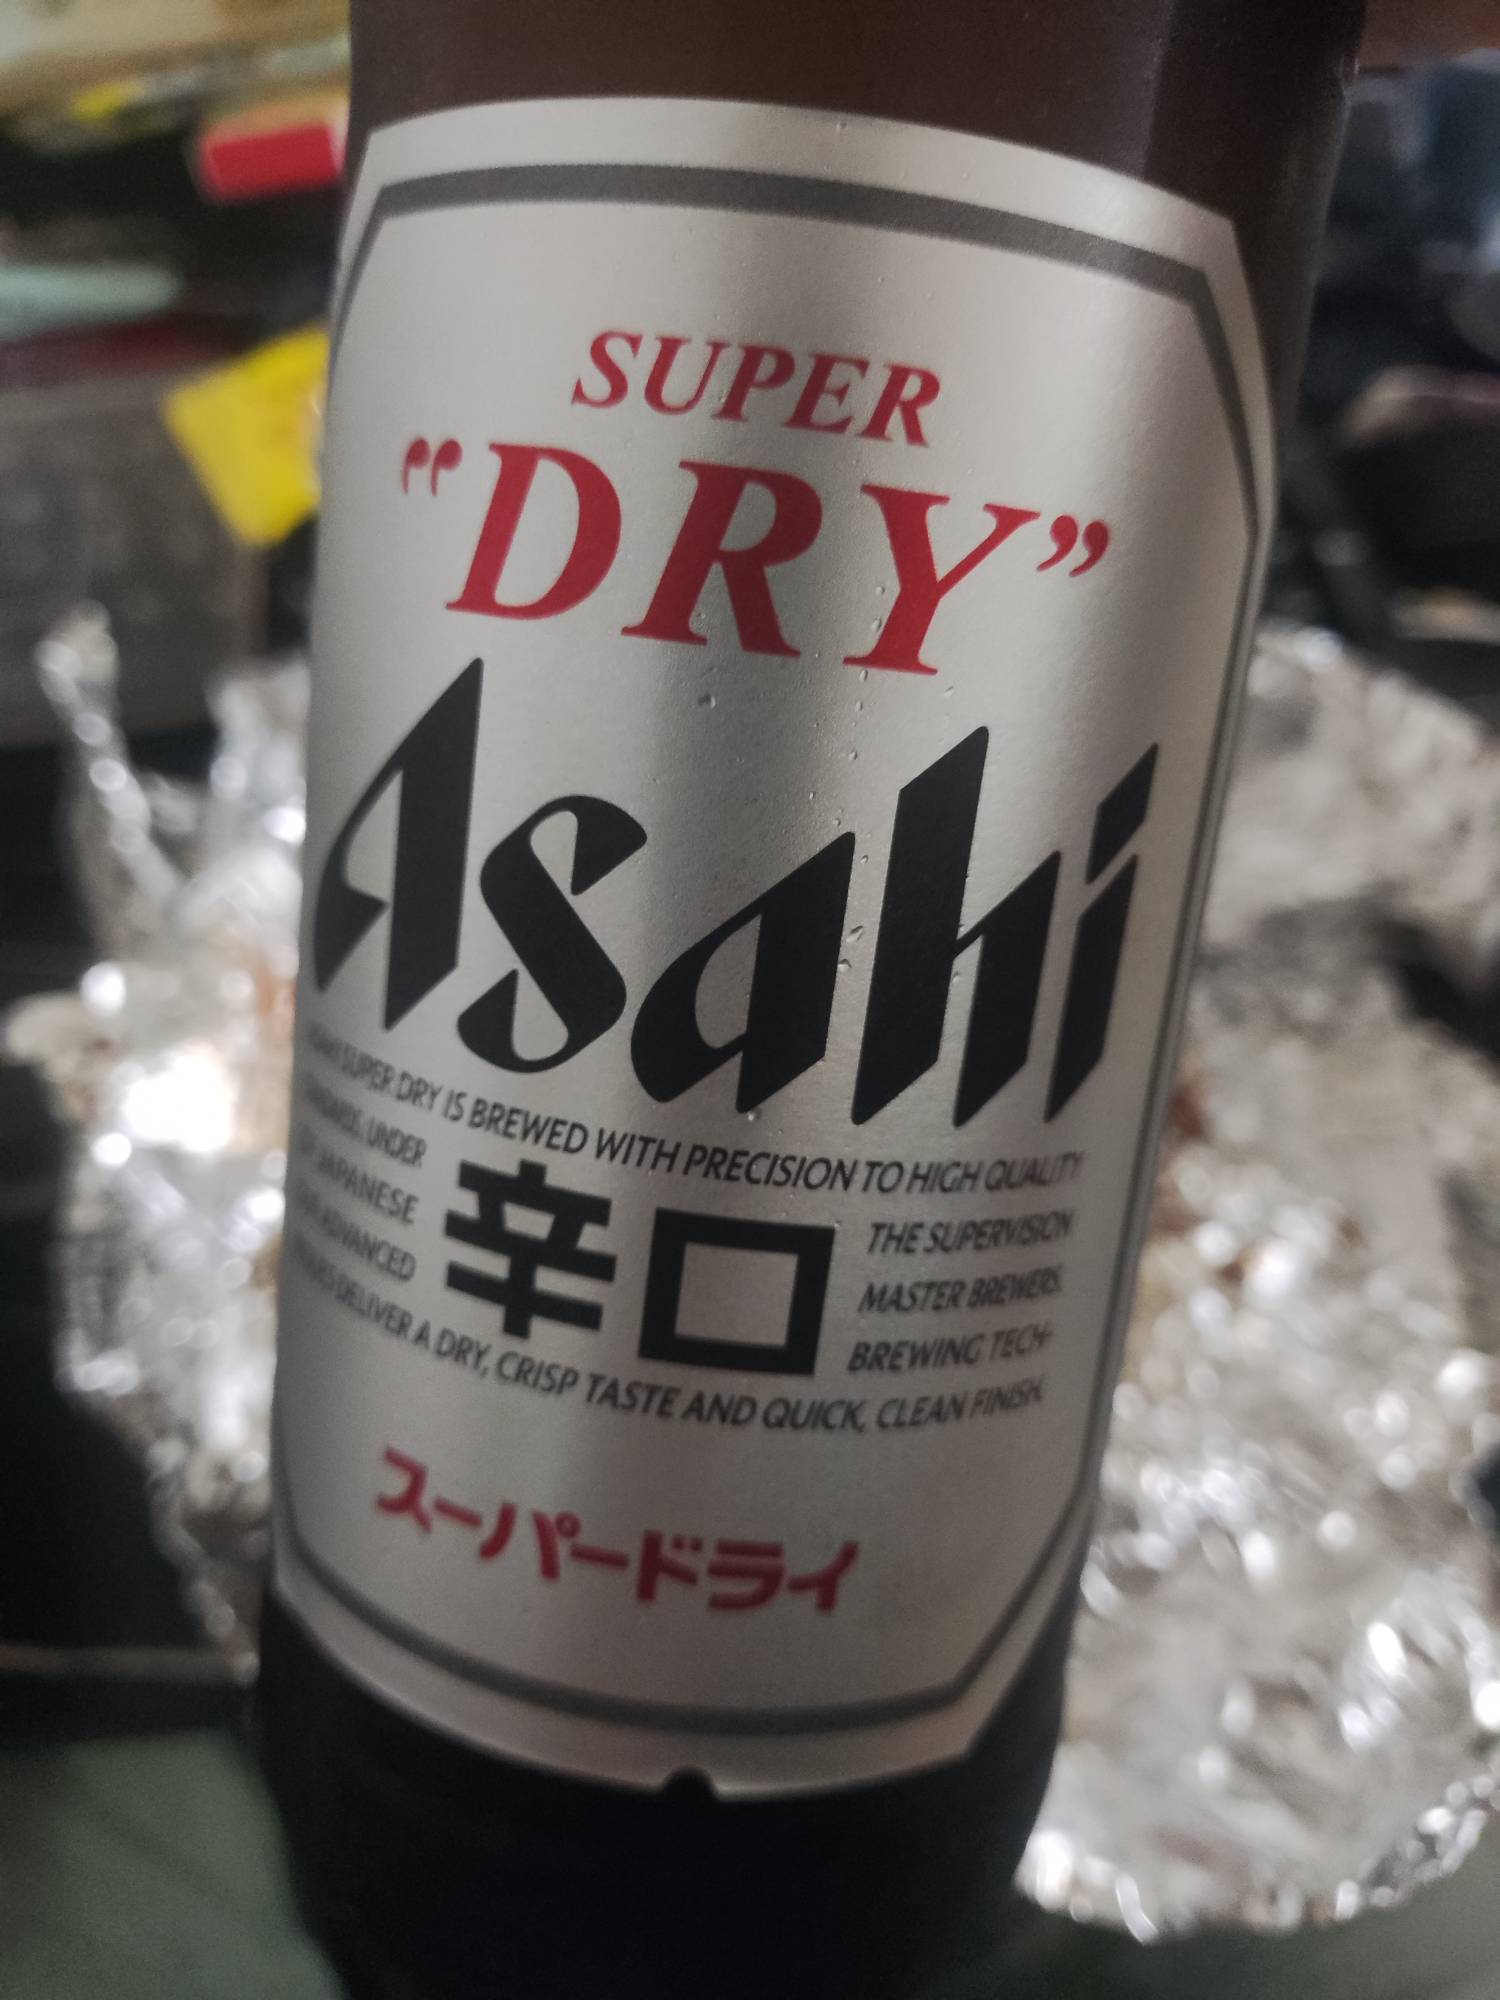 SUPER
"DRY"
Asahi
SUPER DRY IS BREWED WITH PRECISION TO HIGH QUALITY
UNDER THE SUPERVISION
JAPANESE MASTER BREWERS.
ADVANCED BREWING TECH-
DELIVER A DRY, CRISP TASTE AND QUICK, CLEAN FINISH.
辛口
スーパードライ